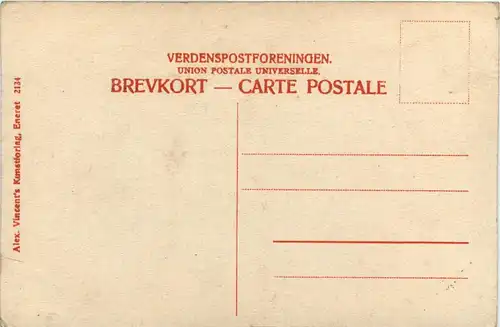 VERDENSPOSTFORENINGEN.
UNION POSTALE UNIVERSELLE.
BREVKORT — CARTE POSTALE
Alex. Vincent's Kunstforlag, Eneret 2134